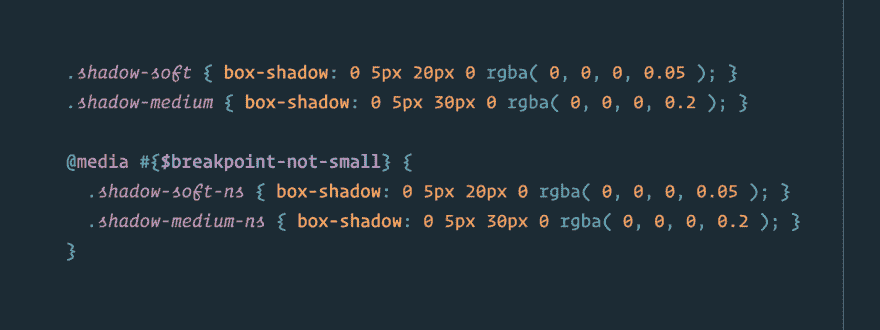 .shadow-soft { box-shadow: 0 5px 20px 0 rgba( 0, 0, 0, 0.05 ); }
.shadow-medium { box-shadow: 0 5px 30px 0 rgba( 0, 0, 0, 0.2 ); }
@media #{$breakpoint-not-small} {
.shadow-soft-ns { box-shadow: 0 5px 20px 0 rgba( 0, 0, 0, 0.05 ); }
.shadow-medium-ns { box-shadow: 0 5px 30px 0 rgba( 0, 0, 0, 0.2 ); }
}